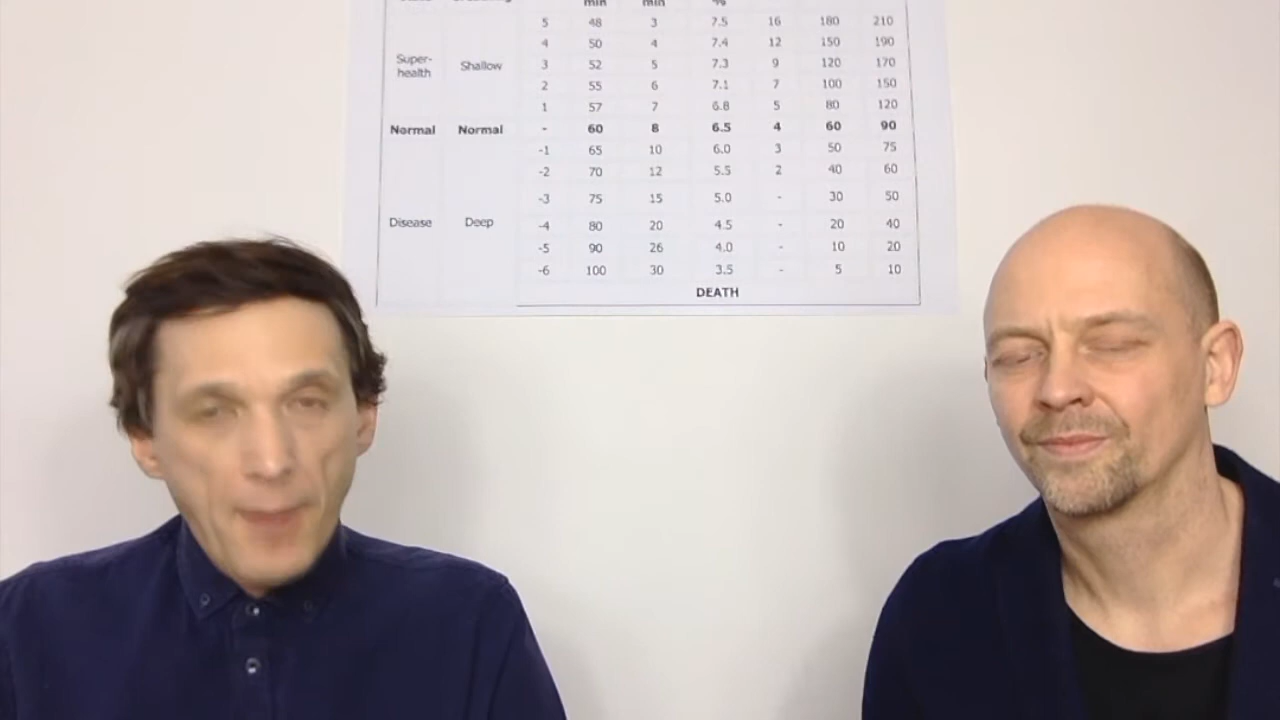 min min %
5 48 3 7.5 16 180 210
4 50 4 7.4 12 150 190
Super-health Shallow 3 52 5 7.3 9 120 170
2 55 6 7.1 7 100 150
1 57 7 6.8 5 80 120
Normal Normal - 60 8 6.5 4 60 90
-1 65 10 6.0 3 50 75
-2 70 12 5.5 2 40 60
-3 75 15 5.0 - 30 50
Disease Deep -4 80 20 4.5 - 20 40
-5 90 26 4.0 - 10 20
-6 100 30 3.5 - 5 10
DEATH